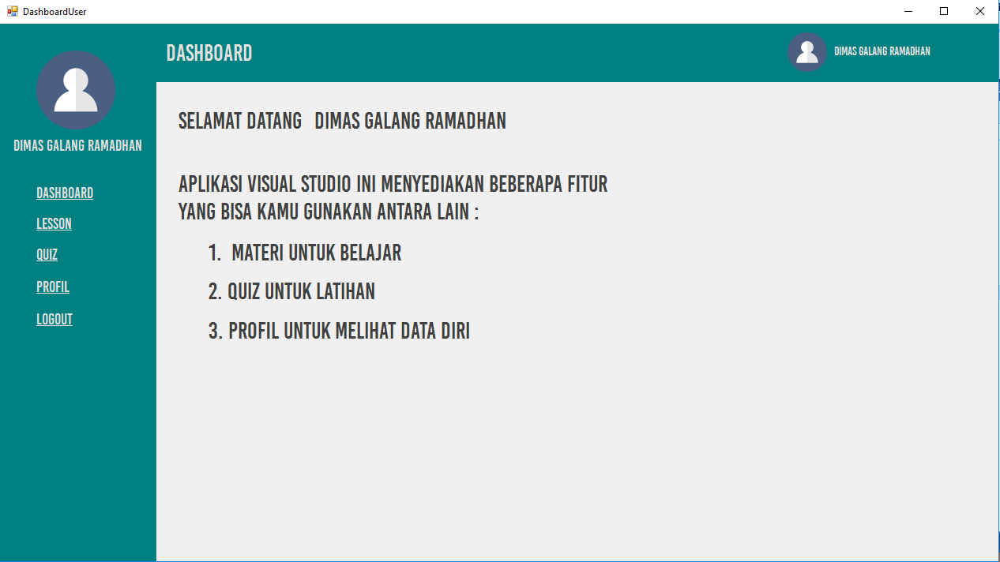 DashboardUser
DASHBOARD
DIMAS GALANG RAMADHAN
DIMAS GALANG RAMADHAN
DASHBOARD
LESSON
QUIZ
PROFIL
LOGOUT
SELAMAT DATANG DIMAS GALANG RAMADHAN
APLIKASI VISUAL STUDIO INI MENYEDIAKAN BEBERAPA FITUR
YANG BISA KAMU GUNAKAN ANTARA LAIN :
1. MATERI UNTUK BELAJAR
2. QUIZ UNTUK LATIHAN
3. PROFIL UNTUK MELIHAT DATA DIRI